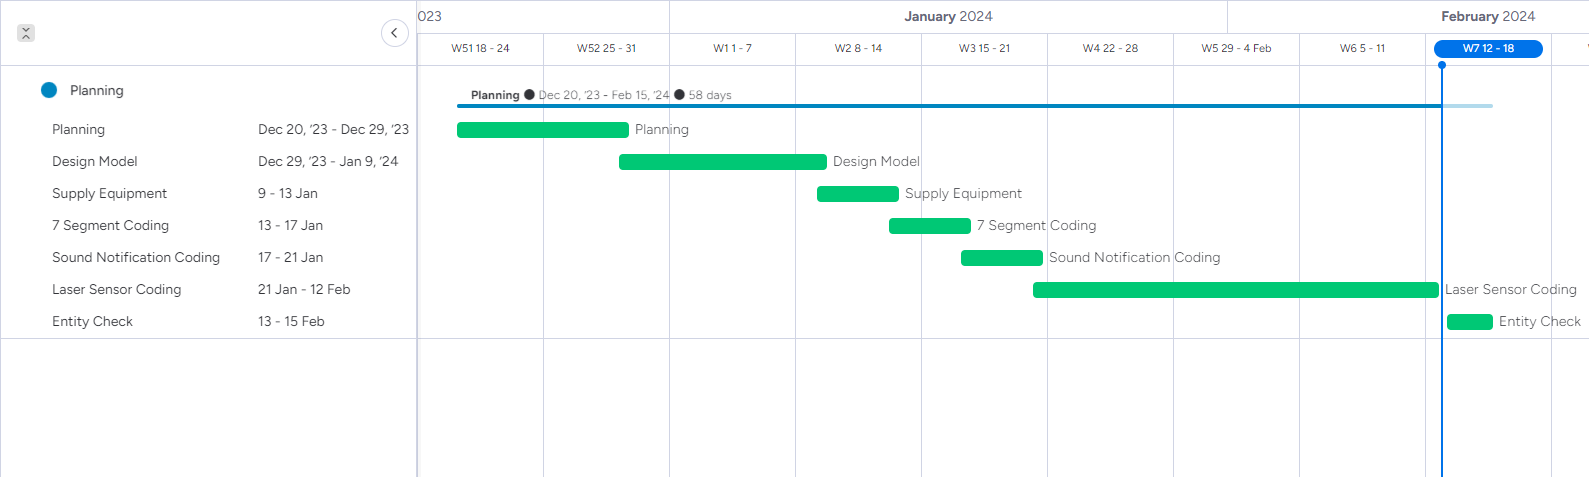 023
January 2024
February 2024
W51 18 - 24
W52 25 - 31
W1 1 - 7
W2 8 - 14
W3 15 - 21
W4 22 - 28
W5 29 - 4 Feb
W6 5 - 11
W7 12 - 18
Planning
Planning ● Dec 20, '23 - Feb 15, '24 ● 58 days
Planning Dec 20, '23 - Dec 29, '23 Planning
Design Model Dec 29, '23 - Jan 9, '24 Design Model
Supply Equipment 9 - 13 Jan Supply Equipment
7 Segment Coding 13 - 17 Jan 7 Segment Coding
Sound Notification Coding 17 - 21 Jan Sound Notification Coding
Laser Sensor Coding 21 Jan - 12 Feb Laser Sensor Coding
Entity Check 13 - 15 Feb Entity Check